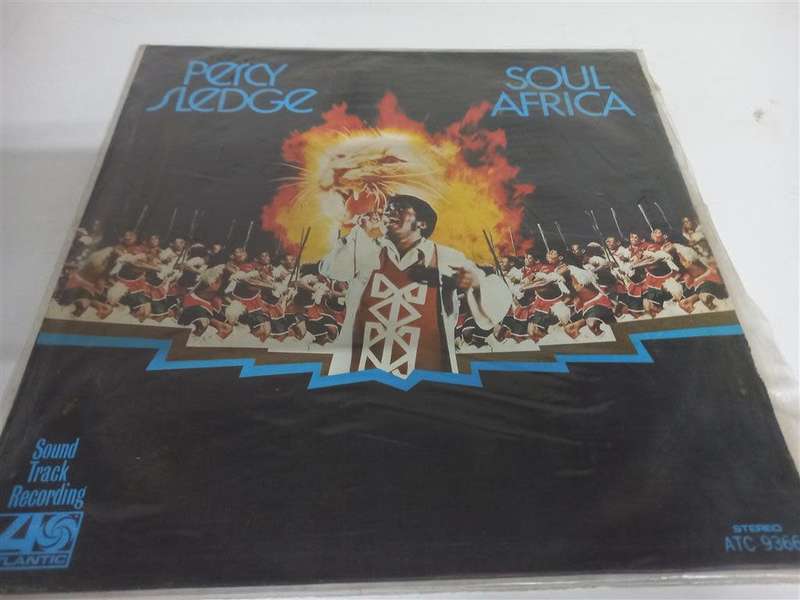 Percy
Sledge
SOUL
AFRICA
Sound
Track
Recording
ATLANTIC
STEREO
ATC 9366